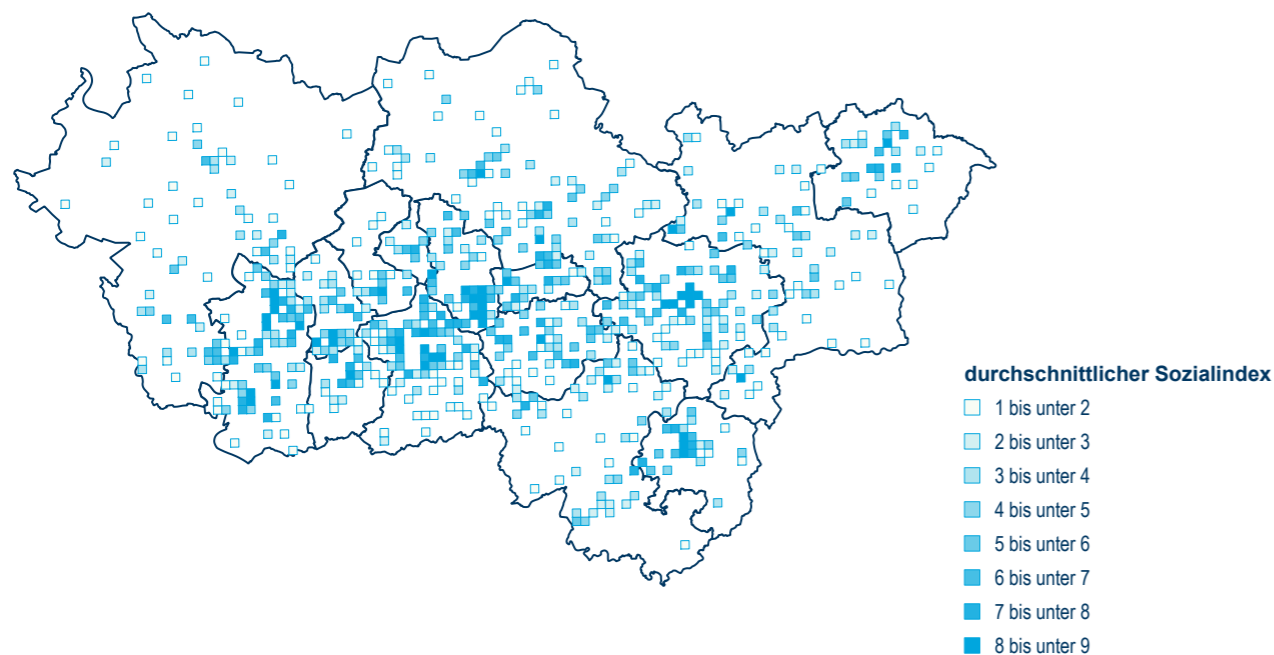 durchschnittlicher Sozialindex
1 bis unter 2
2 bis unter 3
3 bis unter 4
4 bis unter 5
5 bis unter 6
6 bis unter 7
7 bis unter 8
8 bis unter 9